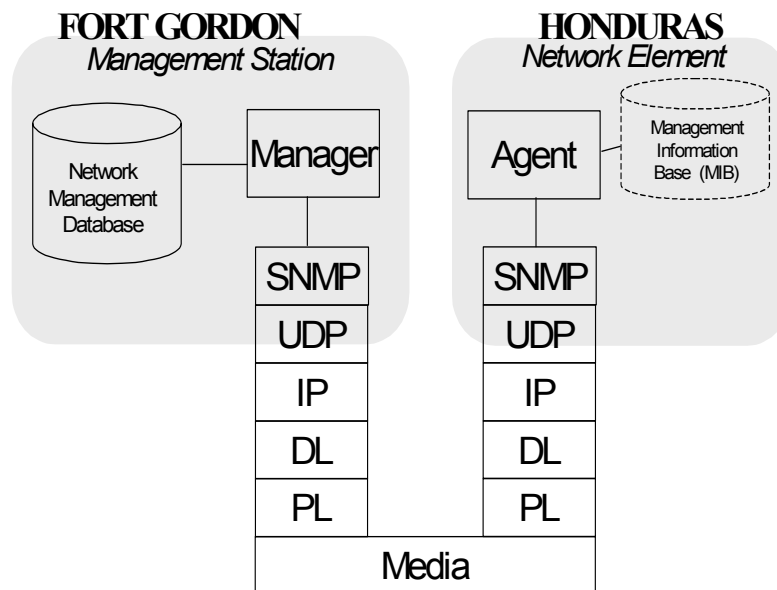 FORT GORDON
Management Station
Network
Management
Database
Manager
SNMP
UDP
IP
DL
PL
HONDURAS
Network Element
Agent
Management
Information
Base (MIB)
SNMP
UDP
IP
DL
PL
Media